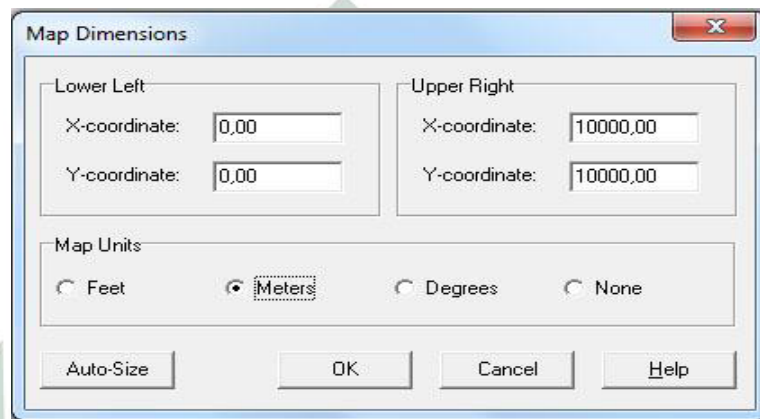 Map Dimensions
Lower Left
X-coordinate: 0,00
Y-coordinate: 0,00
Upper Right
X-coordinate: 10000,00
Y-coordinate: 10000,00
Map Units
Feet Meters Degrees None
Auto-Size OK Cancel Help